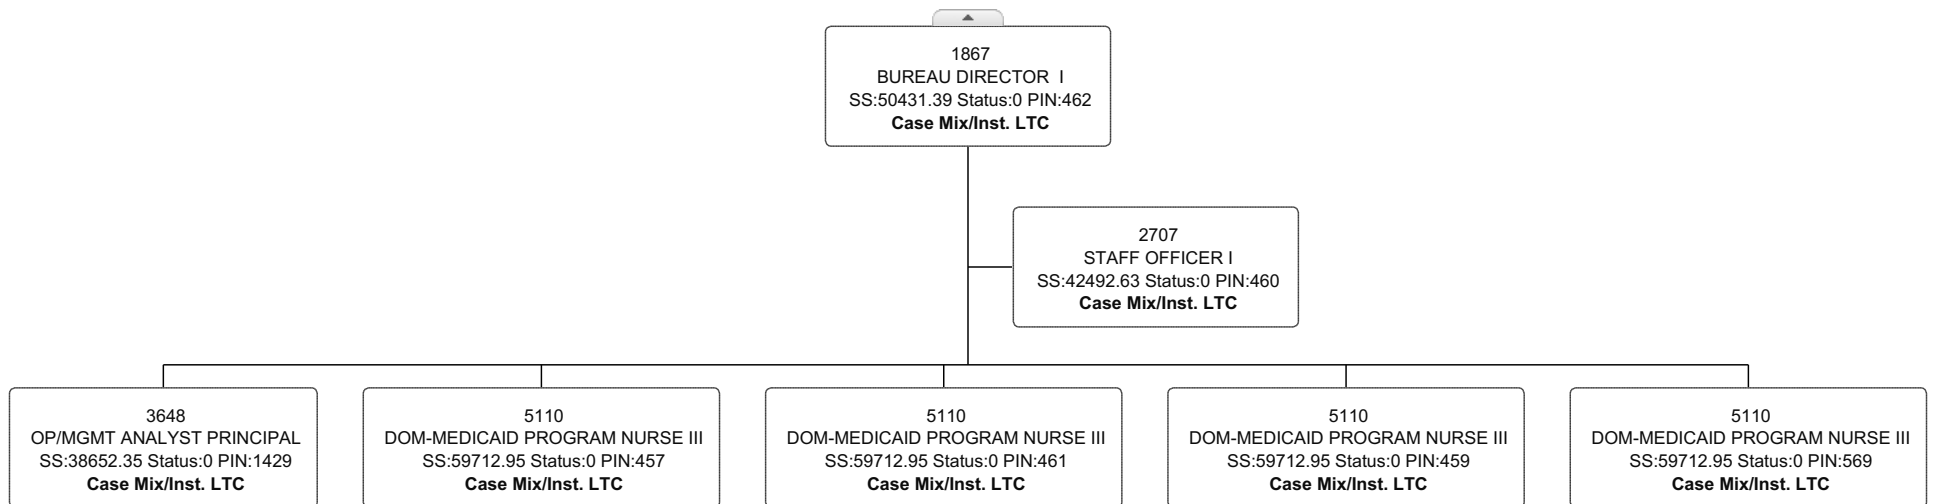 1867
BUREAU DIRECTOR  I
SS:50431.39 Status:0 PIN:462
Case Mix/Inst. LTC
2707
STAFF OFFICER I
SS:42492.63 Status:0 PIN:460
Case Mix/Inst. LTC
3648
OP/MGMT ANALYST PRINCIPAL
SS:38652.35 Status:0 PIN:1429
Case Mix/Inst. LTC
5110
DOM-MEDICAID PROGRAM NURSE III
SS:59712.95 Status:0 PIN:457
Case Mix/Inst. LTC
5110
DOM-MEDICAID PROGRAM NURSE III
SS:59712.95 Status:0 PIN:461
Case Mix/Inst. LTC
5110
DOM-MEDICAID PROGRAM NURSE III
SS:59712.95 Status:0 PIN:459
Case Mix/Inst. LTC
5110
DOM-MEDICAID PROGRAM NURSE III
SS:59712.95 Status:0 PIN:569
Case Mix/Inst. LTC